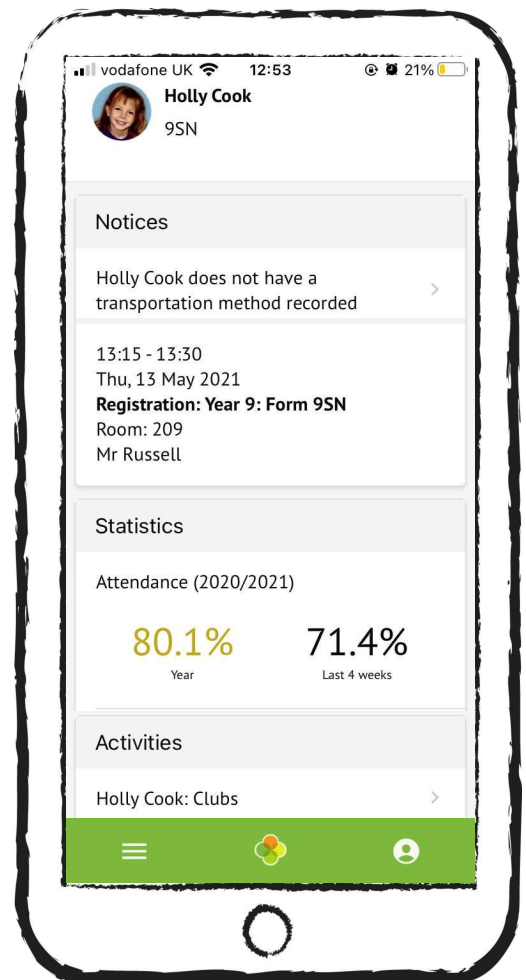 vodafone UK 12:53 21%
Holly Cook
9SN
Notices
Holly Cook does not have a
transportation method recorded
13:15 - 13:30
Thu, 13 May 2021
Registration: Year 9: Form 9SN
Room: 209
Mr Russell
Statistics
Attendance (2020/2021)
80.1% 71.4%
Year Last 4 weeks
Activities
Holly Cook: Clubs